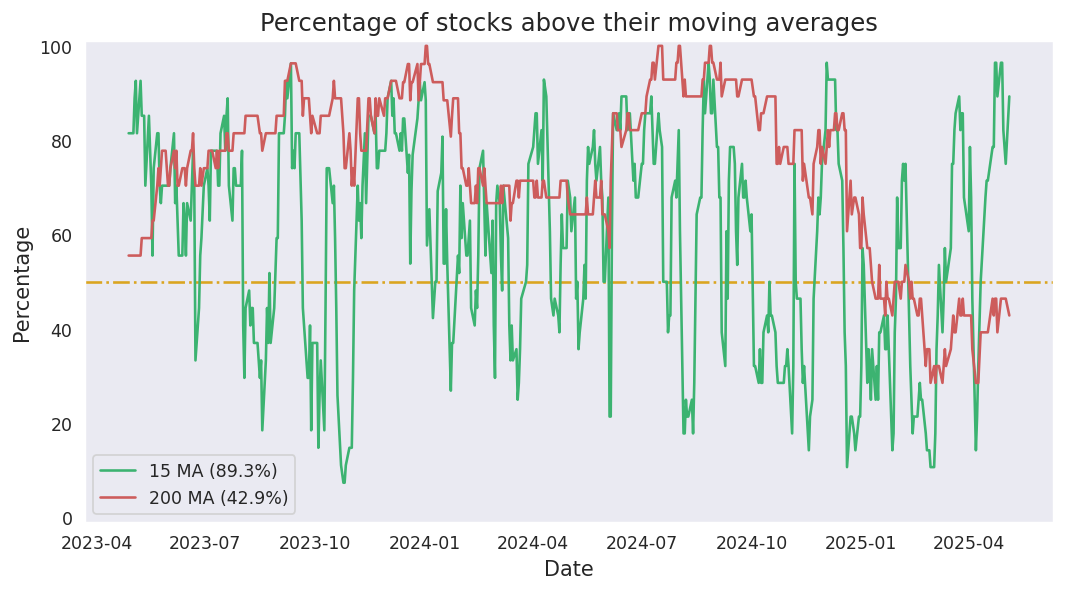 Percentage of stocks above their moving averages
100
80
60
40
20
0
Percentage
15 MA (89.3%)
200 MA (42.9%)
2023-04 2023-07 2023-10 2024-01 2024-04 2024-07 2024-10 2025-01 2025-04
Date